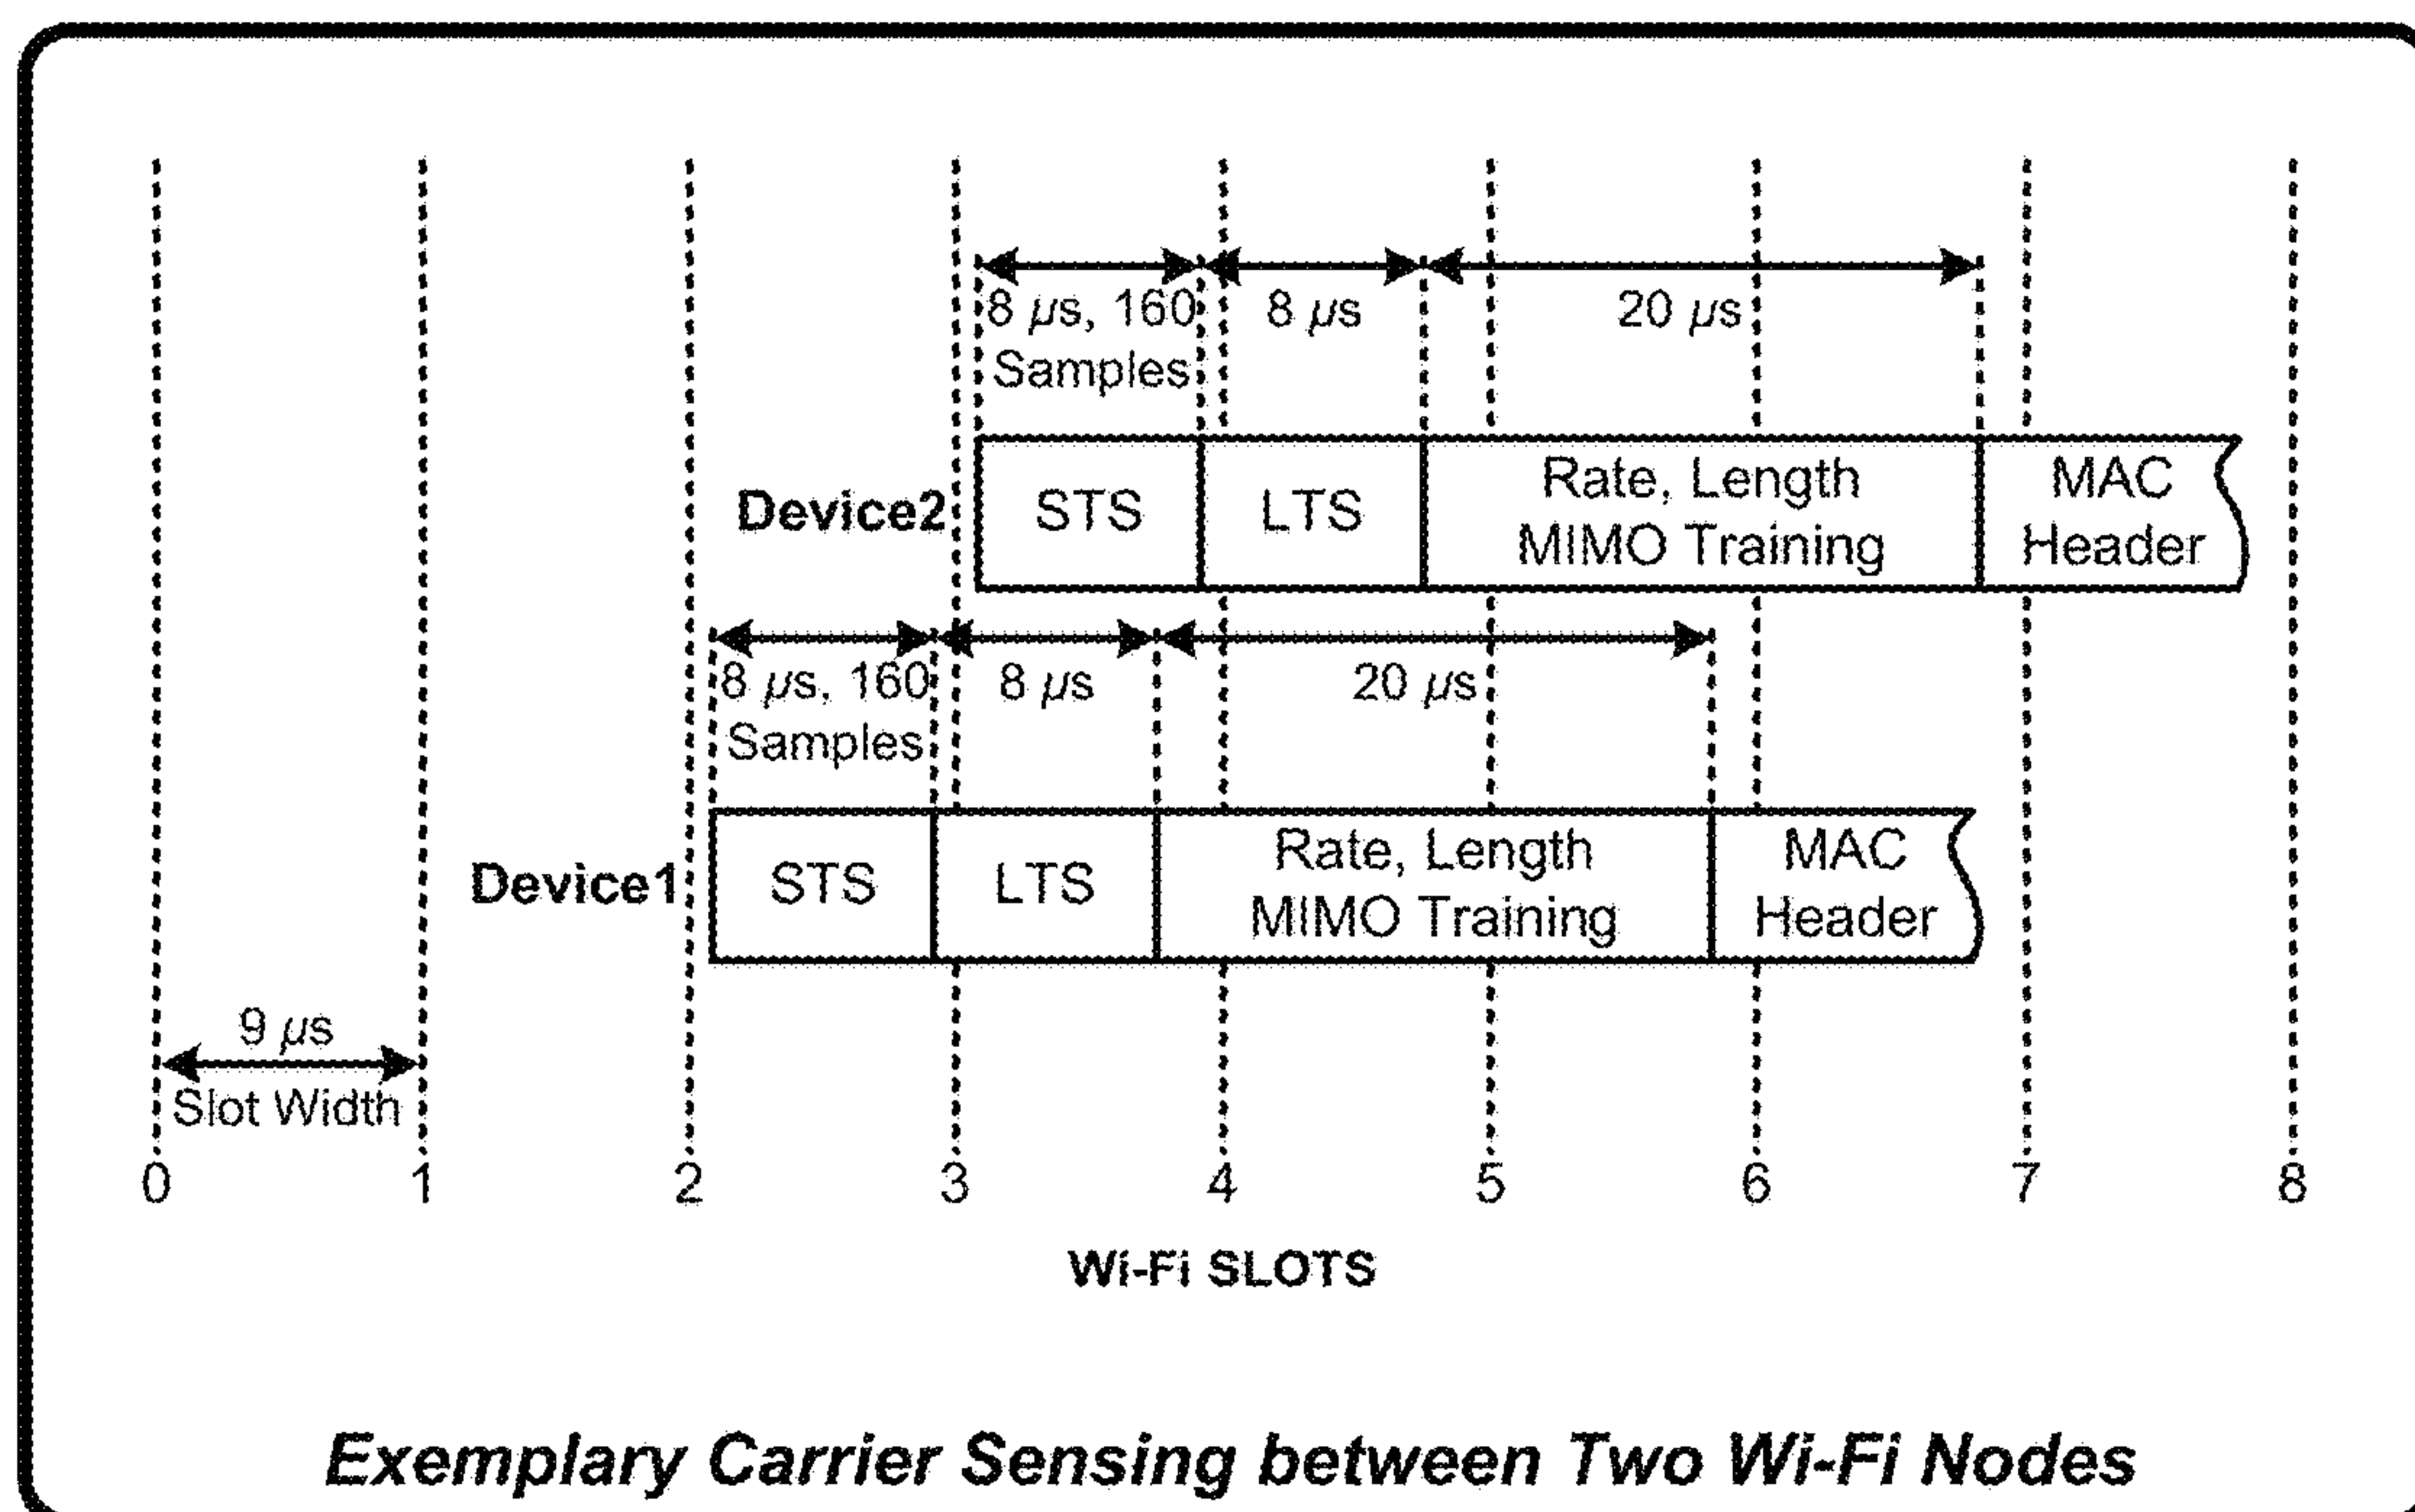 8 µs, 160
Samples
8 µs
20 µs
Device2
STS
LTS
Rate, Length
MIMO Training
MAC
Header
8 µs, 160
Samples
8 µs
20 µs
Device1
STS
LTS
Rate, Length
MIMO Training
MAC
Header
9 µs
Slot Width
0 1 2 3 4 5 6 7 8
Wi-Fi SLOTS
Exemplary Carrier Sensing between Two Wi-Fi Nodes